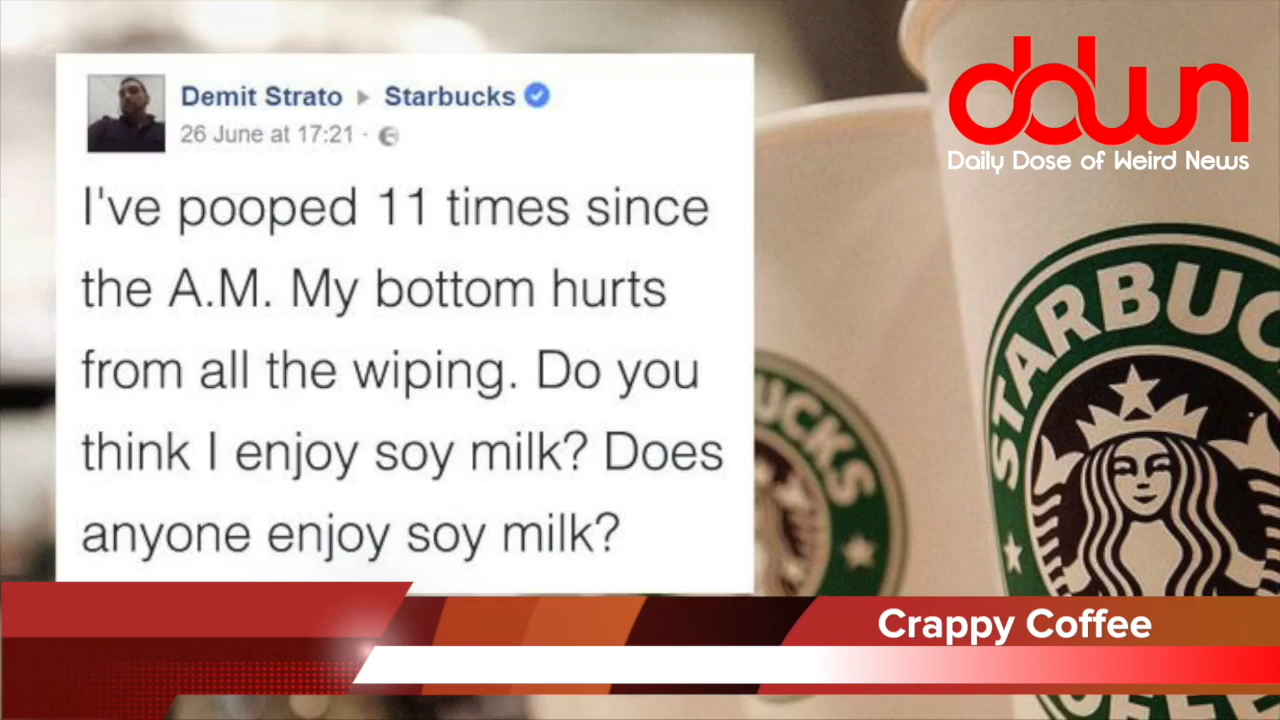 Demit Strato ▸ Starbucks
26 June at 17:21 ·
I've pooped 11 times since
the A.M. My bottom hurts
from all the wiping. Do you
think I enjoy soy milk? Does
anyone enjoy soy milk?
ddwn
Daily Dose of Weird News
UCKS
STARBUC
Crappy Coffee